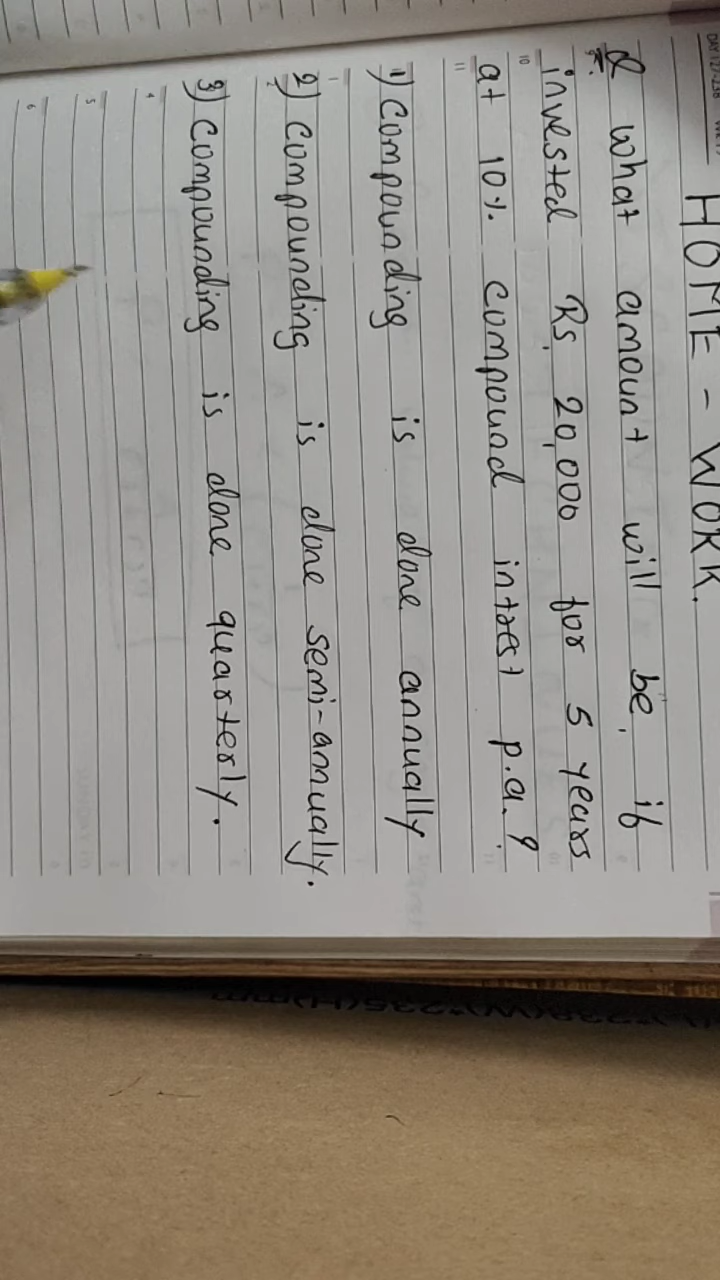 HOME - WORK.
Q what amount will be, if
invested Rs. 20,000 for 5 years
at 10% compound intrest p.a.?
1) Compounding is done annually
2) Compounding is done semi-annually.
3) Compounding is done quarterly.